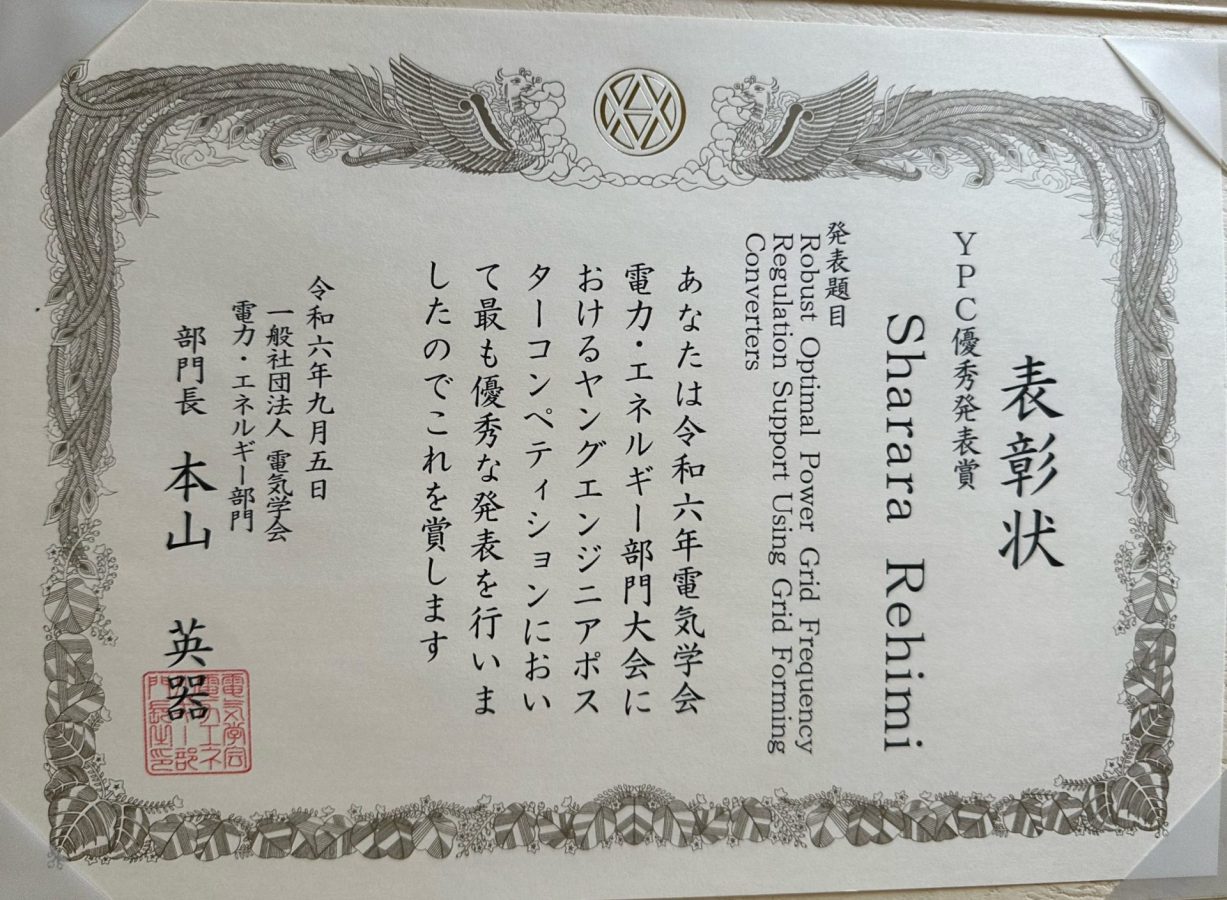 表彰状
YPC優秀発表賞
Sharara Rehimi
発表題目
Robust Optimal Power Grid Frequency
Regulation Support Using Grid Forming
Converters
あなたは令和六年電気学会
電力・エネルギー部門大会に
おけるヤングエンジニアポス
ターコンペティションにおい
て最も優秀な発表を行いま
したのでこれを賞します
令和六年九月五日
一般社団法人 電気学会
電力・エネルギー部門
部門長 本山 英器